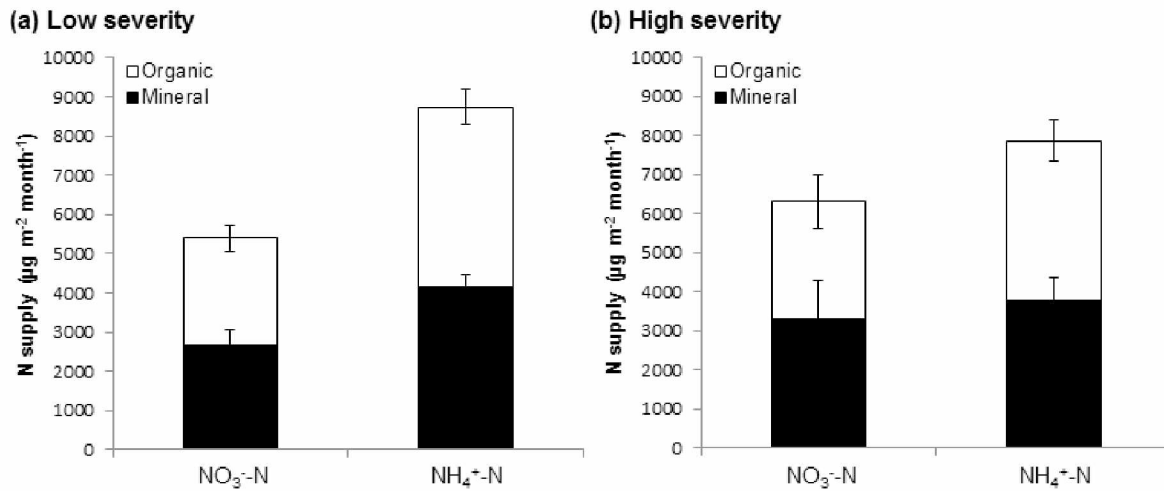 (a) Low severity
N supply (µg m⁻² month⁻¹)
10000
9000
8000
7000
6000
5000
4000
3000
2000
1000
0
Organic
Mineral
NO₃⁻-N
NH₄⁺-N
(b) High severity
N supply (µg m⁻² month⁻¹)
10000
9000
8000
7000
6000
5000
4000
3000
2000
1000
0
Organic
Mineral
NO₃⁻-N
NH₄⁺-N